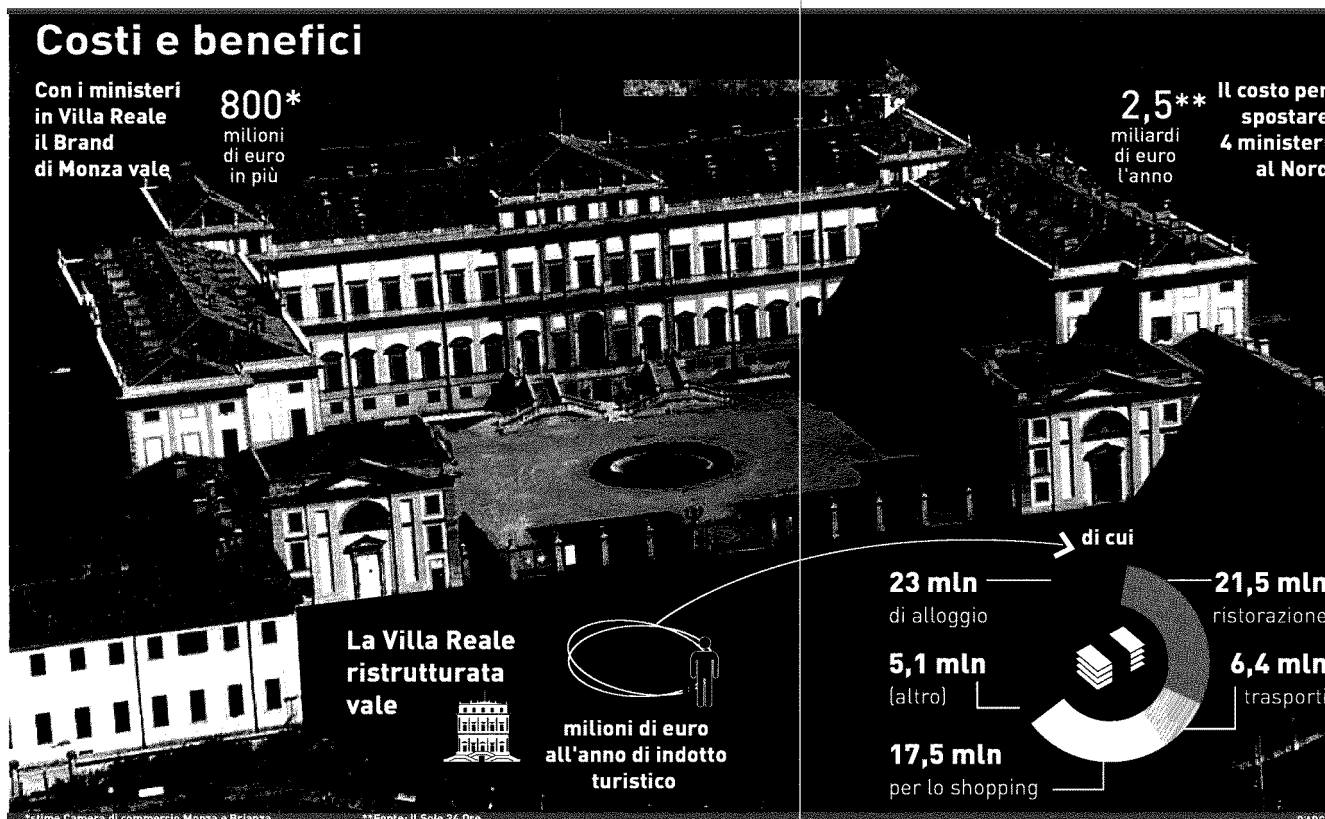 Costi e benefici
Con i ministeri
in Villa Reale
il Brand
di Monza vale
800*
milioni
di euro
in più
2,5**
miliardi
di euro
l'anno
Il costo per
spostare
4 ministeri
al Nord
di cui
23 mln
di alloggio
21,5 mln
ristorazione
5,1 mln
(altro)
6,4 mln
trasporti
17,5 mln
per lo shopping
La Villa Reale
ristrutturata
vale
milioni di euro
all'anno di indotto
turistico
*stime Camera di commercio Monza e Brianza
**Fonte: Il Sole 24 Ore